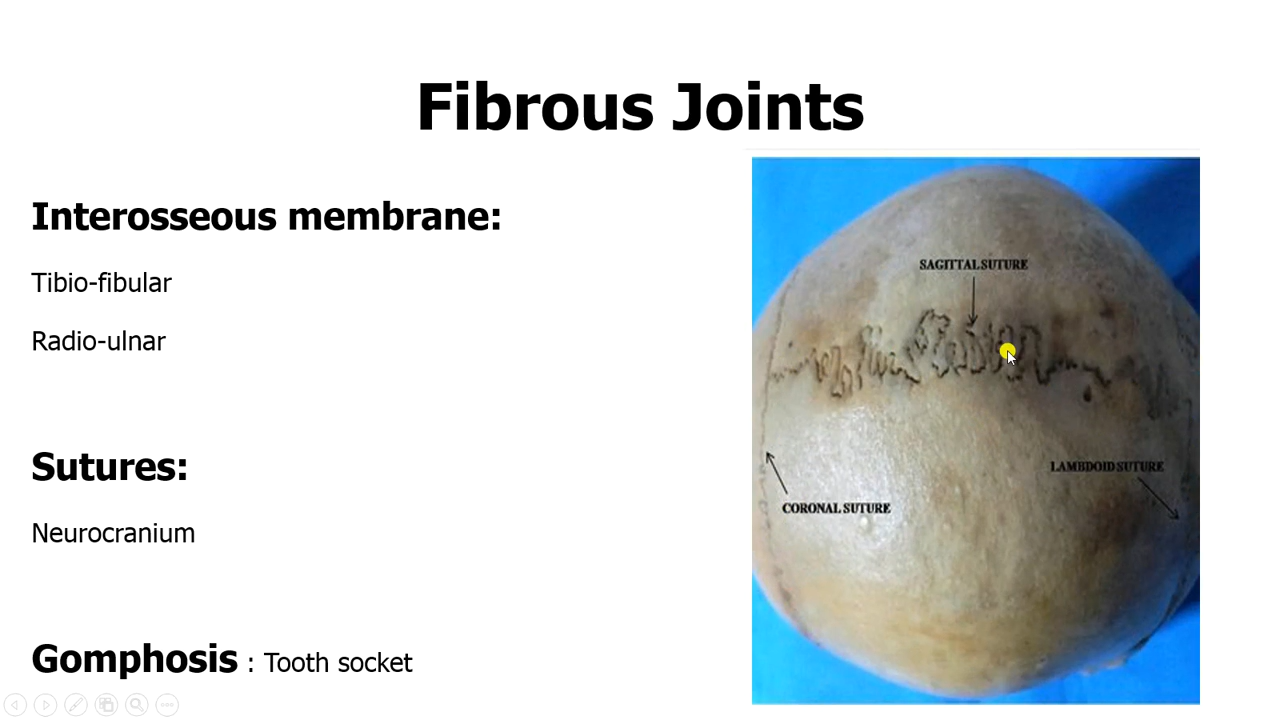 Fibrous Joints
Interosseous membrane:
Tibio-fibular
Radio-ulnar
Sutures:
Neurocranium
Gomphosis : Tooth socket
SAGITTAL SUTURE
LAMBDOID SUTURE
CORONAL SUTURE